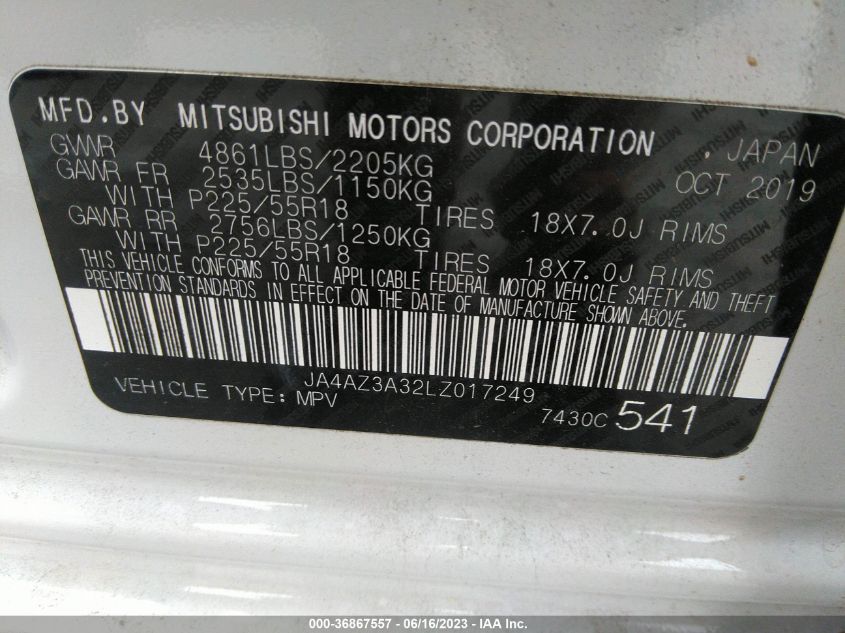 MFD.BY MITSUBISHI MOTORS CORPORATION , JAPAN
GVWR 4861LBS/2205KG OCT 2019
GAWR FR 2535LBS/1150KG
WITH P225/55R18 TIRES 18X7.0J RIMS
GAWR RR 2756LBS/1250KG
WITH P225/55R18 TIRES 18X7.0J RIMS
THIS VEHICLE CONFORMS TO ALL APPLICABLE FEDERAL MOTOR VEHICLE SAFETY AND THEFT
PREVENTION STANDARDS IN EFFECT ON THE DATE OF MANUFACTURE SHOWN ABOVE.
JA4AZ3A32LZ017249
VEHICLE TYPE: MPV 7430C 541
000-36867557 - 06/16/2023 - IAA Inc.